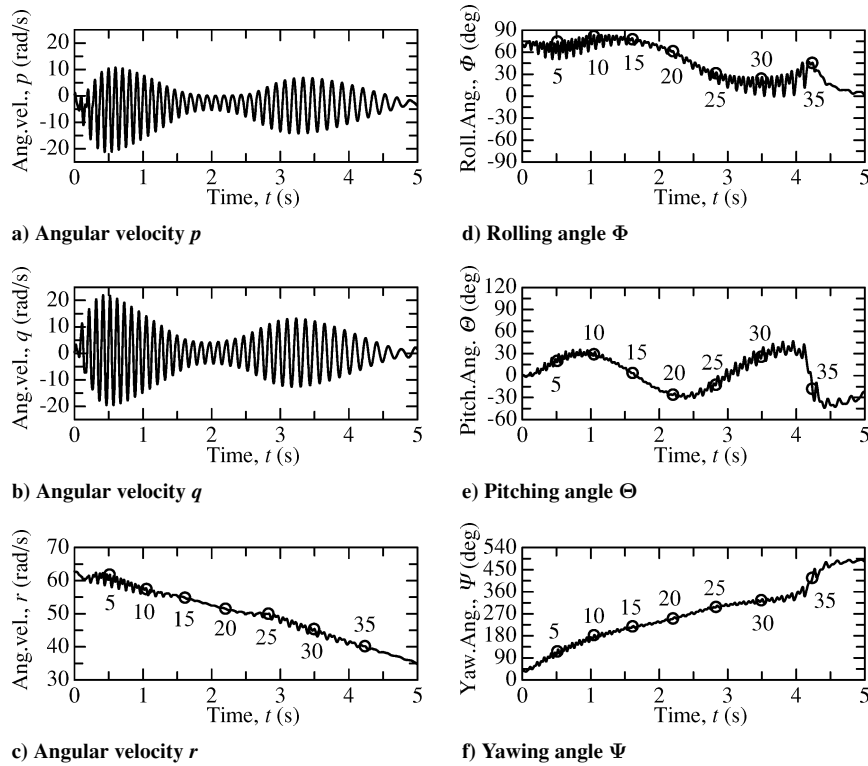 Ang.vel., p (rad/s)
20
10
0
-10
-20
0 1 2 3 4 5
Time, t (s)
a) Angular velocity p
Roll.Ang., Φ (deg)
90
60
30
0
-30
-60
-90
5 10 15 20 25 30 35
0 1 2 3 4 5
Time, t (s)
d) Rolling angle Φ
Ang.vel., q (rad/s)
20
10
0
-10
-20
0 1 2 3 4 5
Time, t (s)
b) Angular velocity q
Pitch.Ang. Θ (deg)
120
90
60
30
0
-30
-60
5 10 15 20 25 30 35
0 1 2 3 4 5
Time, t (s)
e) Pitching angle Θ
Ang.vel., r (rad/s)
70
60
50
40
30
5 10 15 20 25 30 35
0 1 2 3 4 5
Time, t (s)
c) Angular velocity r
Yaw.Ang., Ψ (deg)
540
450
360
270
180
90
0
5 10 15 20 25 30 35
0 1 2 3 4 5
Time, t (s)
f) Yawing angle Ψ